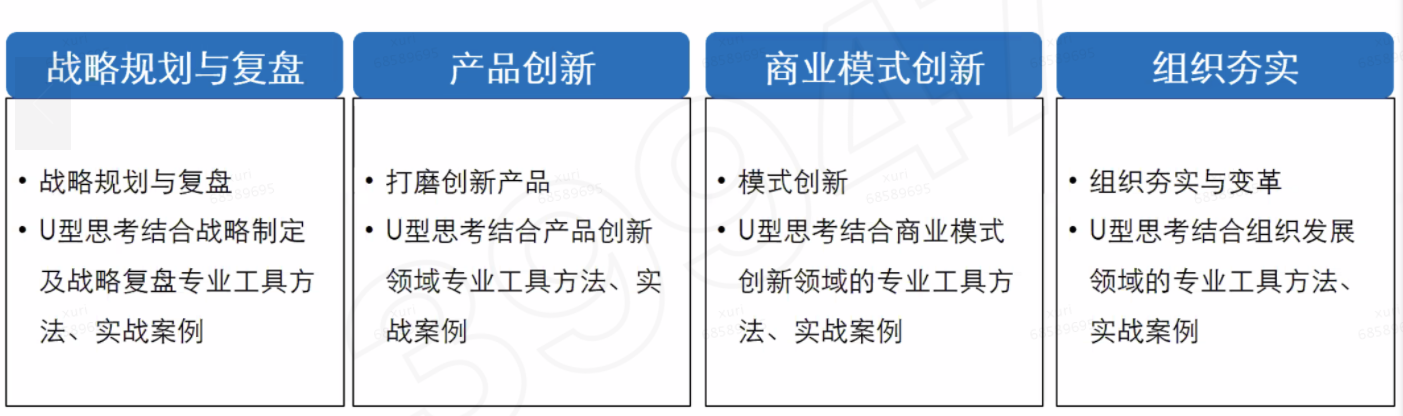 战略规划与复盘
产品创新
商业模式创新
组织夯实
• 战略规划与复盘
• U型思考结合战略制定
及战略复盘专业工具方
法、实战案例
• 打磨创新产品
• U型思考结合产品创新
领域专业工具方法、实
战案例
• 模式创新
• U型思考结合商业模式
创新领域的专业工具方
法、实战案例
• 组织夯实与变革
• U型思考结合组织发展
领域的专业工具方法、
实战案例
xuri
68589695